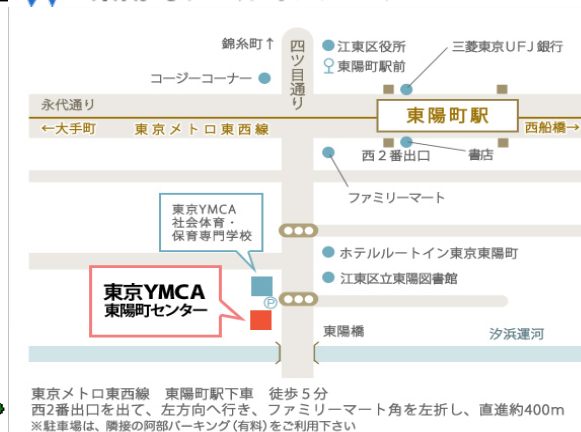 錦糸町↑
四ツ目通り
江東区役所
東陽町駅前
三菱東京UFJ銀行
コージーコーナー
永代通り
東陽町駅
←大手町
東京メトロ東西線
西船橋→
西2番出口
書店
ファミリーマート
東京YMCA
社会体育・
保育専門学校
ホテルルートイン東京東陽町
江東区立東陽図書館
東京YMCA
東陽町センター
P
東陽橋
汐浜運河
東京メトロ東西線 東陽町駅下車 徒歩5分
西2番出口を出て、左方向へ行き、ファミリーマート角を左折し、直進約400m
※駐車場は、隣接の阿部パーキング(有料)をご利用下さい